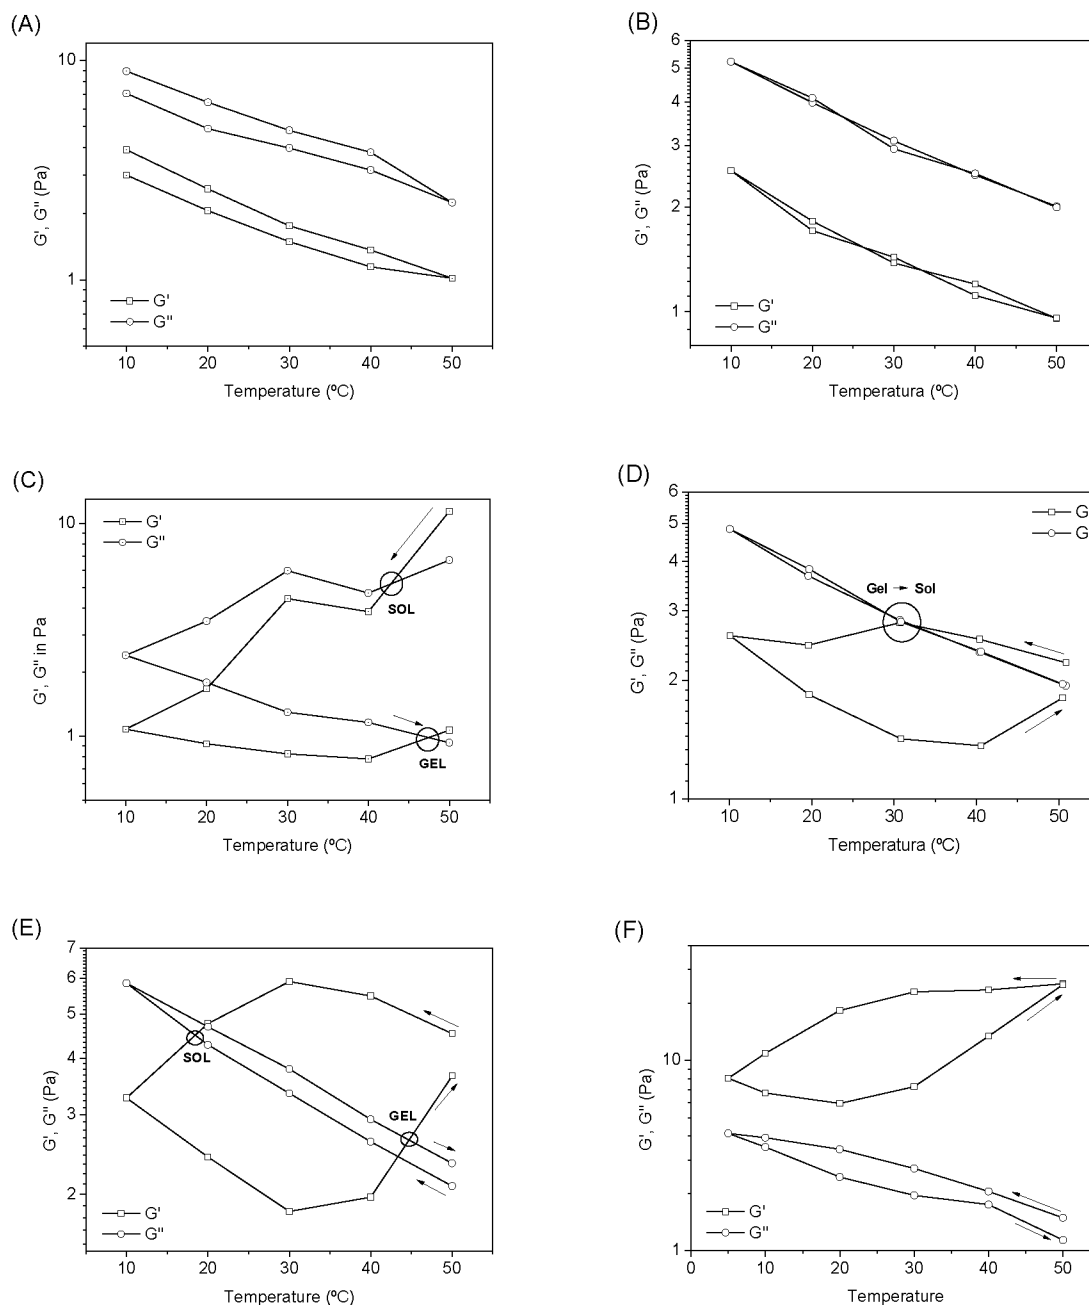 (A)
10
1
G', G'' (Pa)
G'
G''
10 20 30 40 50
Temperature (ºC)
(B)
6
5
4
3
2
1
G', G'' (Pa)
G'
G''
10 20 30 40 50
Temperatura (ºC)
(C)
10
1
G', G'' in Pa
G'
G''
SOL
GEL
10 20 30 40 50
Temperature (ºC)
(D)
6
5
4
3
2
1
G', G'' (Pa)
G
G
Gel → Sol
10 20 30 40 50
Temperatura (ºC)
(E)
7
6
5
4
3
2
G', G'' (Pa)
SOL
GEL
G'
G''
10 20 30 40 50
Temperature (ºC)
(F)
10
1
G', G'' (Pa)
G'
G''
0 10 20 30 40 50
Temperature